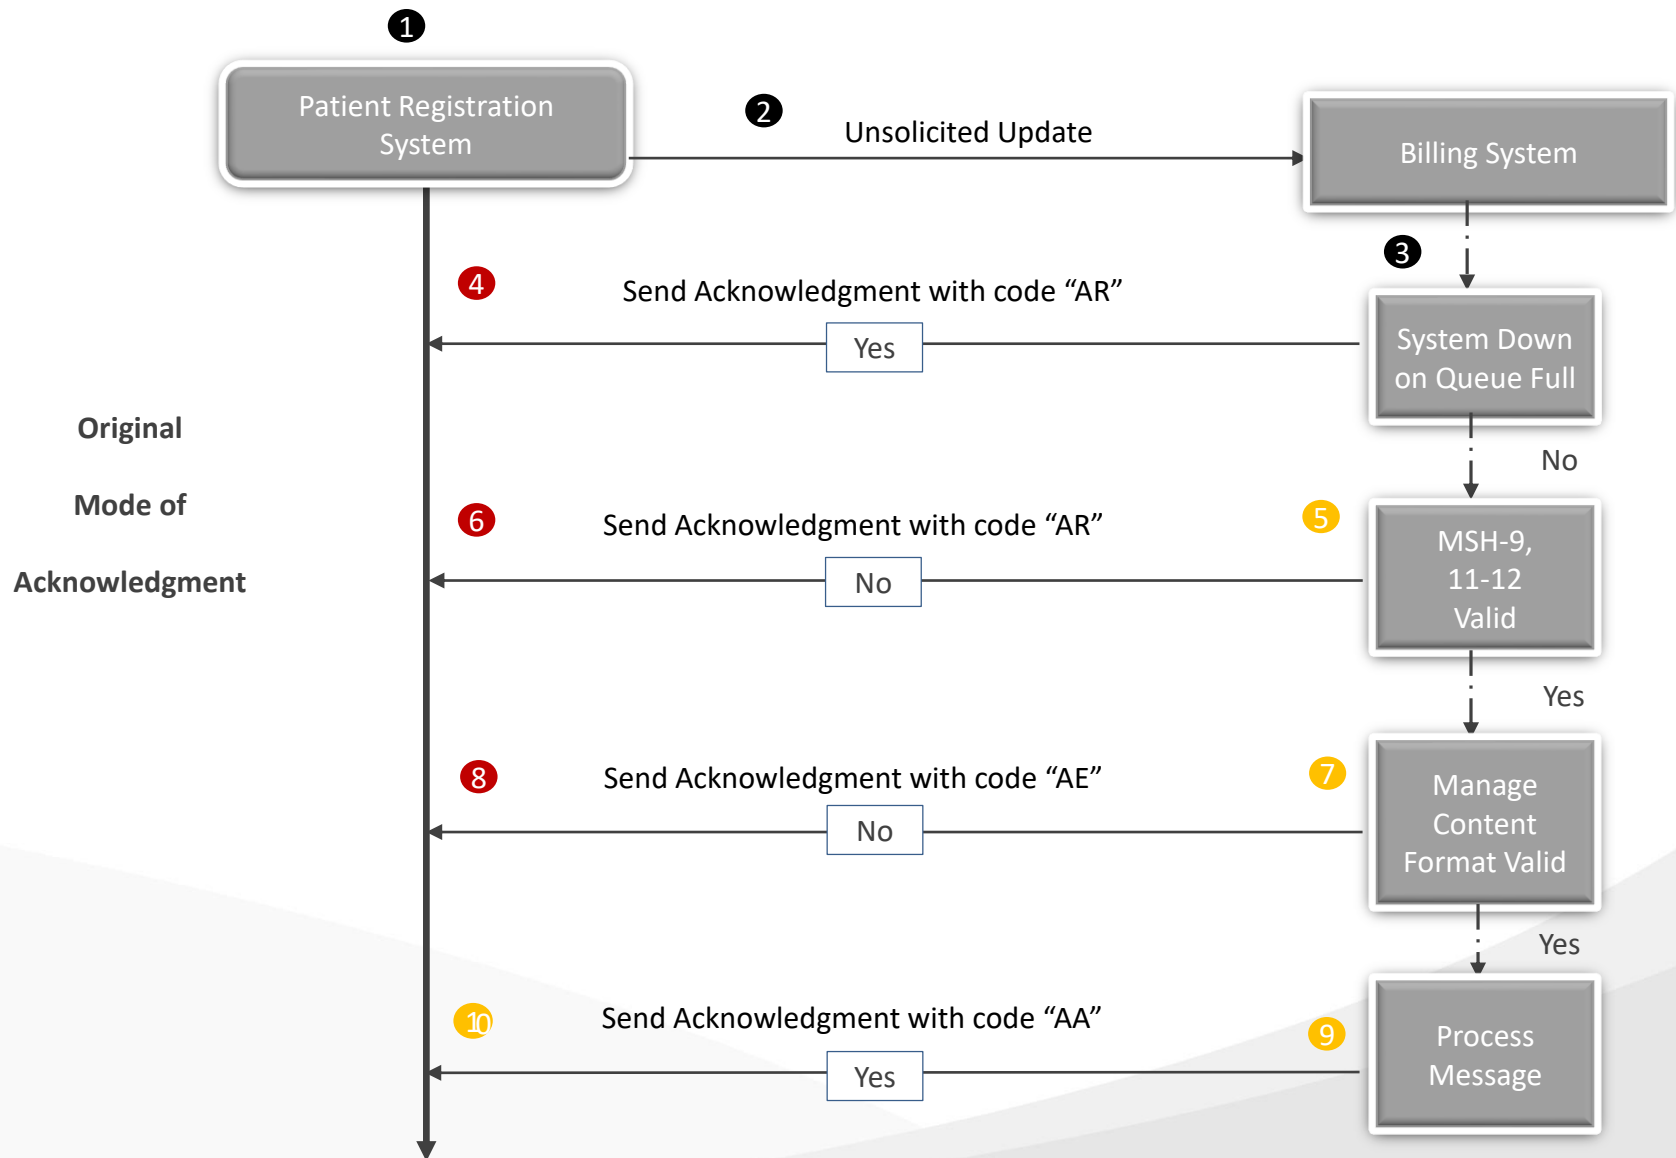 1
Patient Registration
System
2
Unsolicited Update
Billing System
3
4
Send Acknowledgment with code “AR”
Yes
System Down
on Queue Full
No
Original
Mode of
Acknowledgment
6
Send Acknowledgment with code “AR”
No
5
MSH-9,
11-12
Valid
Yes
8
Send Acknowledgment with code “AE”
No
7
Manage
Content
Format Valid
Yes
10
Send Acknowledgment with code “AA”
Yes
9
Process
Message